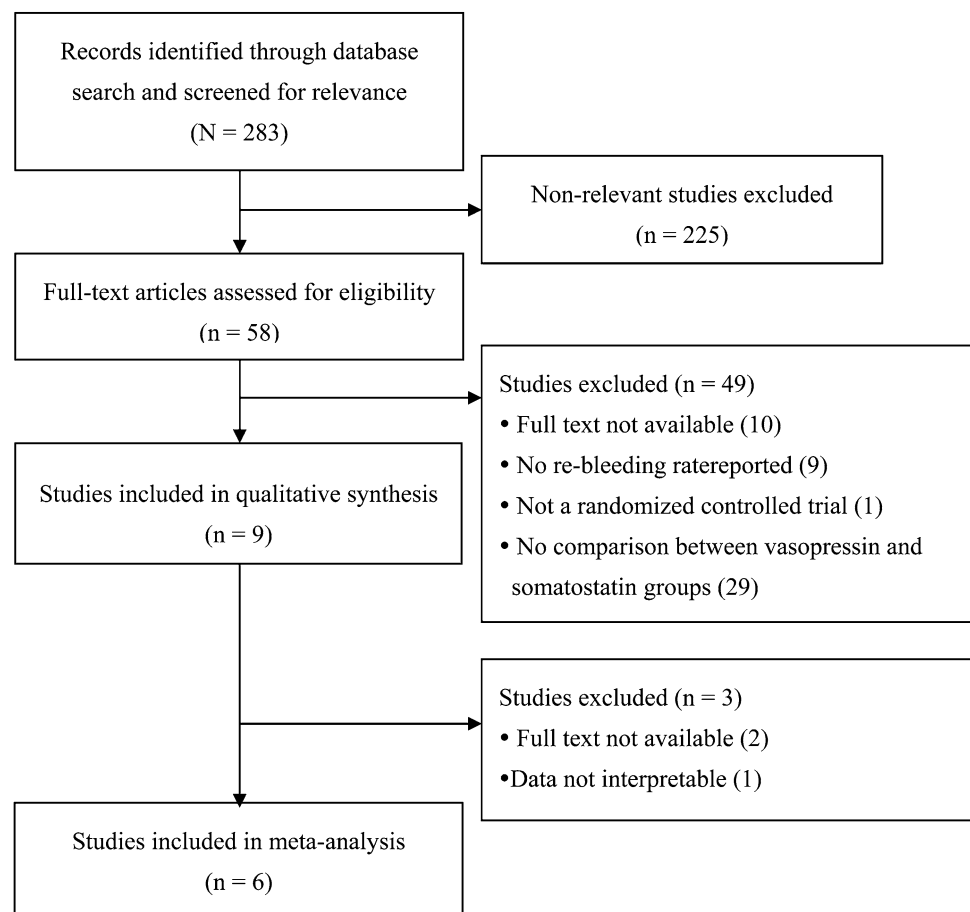 Records identified through database
search and screened for relevance
(N = 283)
Non-relevant studies excluded
(n = 225)
Full-text articles assessed for eligibility
(n = 58)
Studies excluded (n = 49)
• Full text not available (10)
• No re-bleeding ratereported (9)
• Not a randomized controlled trial (1)
• No comparison between vasopressin and
somatostatin groups (29)
Studies included in qualitative synthesis
(n = 9)
Studies excluded (n = 3)
• Full text not available (2)
•Data not interpretable (1)
Studies included in meta-analysis
(n = 6)